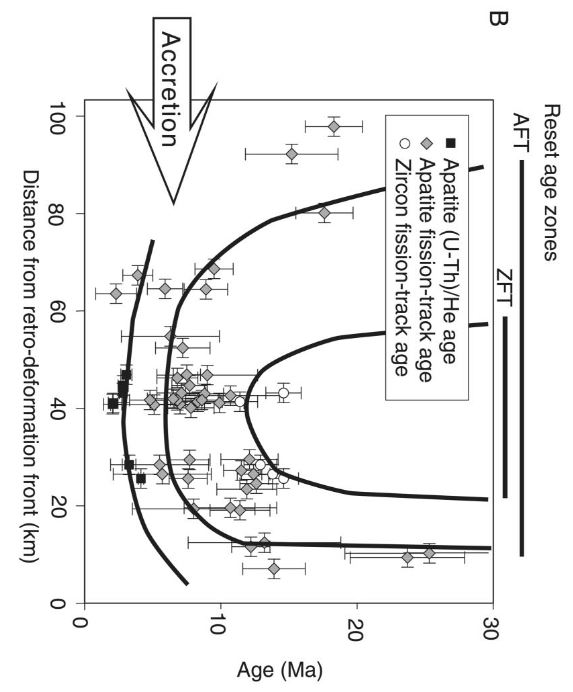 B
Reset age zones
AFT
ZFT
Apatite (U-Th)/He age
Apatite fission-track age
Zircon fission-track age
Accretion
100
80
60
40
20
0
Distance from retro-deformation front (km)
0
10
20
30
Age (Ma)